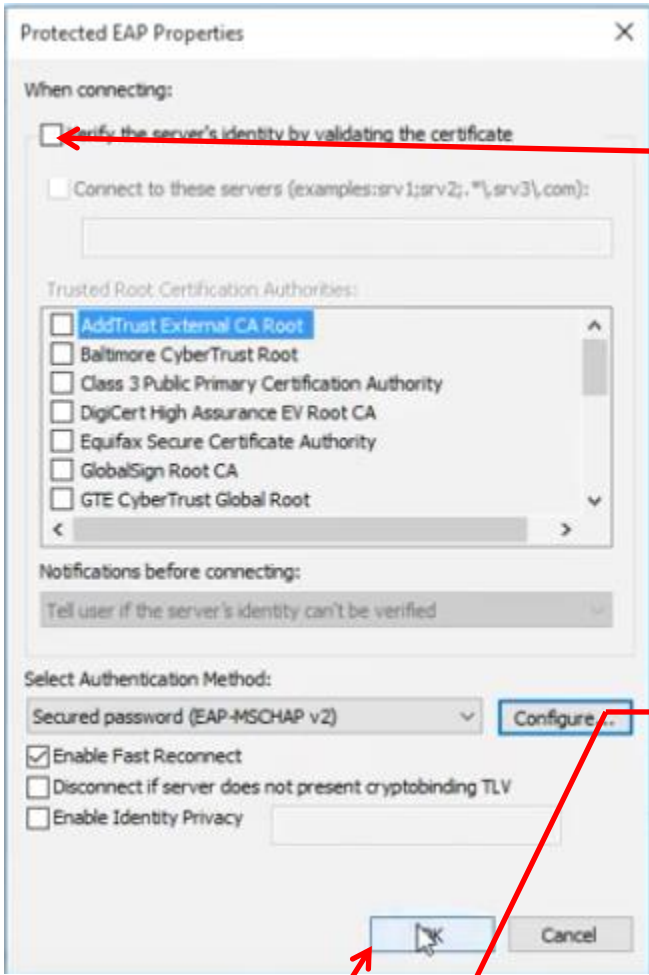 Protected EAP Properties
When connecting:
Verify the server's identity by validating the certificate
Connect to these servers (examples:srv1;srv2;.*\.srv3\.com):
Trusted Root Certification Authorities:
AddTrust External CA Root
Baltimore CyberTrust Root
Class 3 Public Primary Certification Authority
DigiCert High Assurance EV Root CA
Equifax Secure Certificate Authority
GlobalSign Root CA
GTE CyberTrust Global Root
Notifications before connecting:
Tell user if the server's identity can't be verified
Select Authentication Method:
Secured password (EAP-MSCHAP v2) Configure...
Enable Fast Reconnect
Disconnect if server does not present cryptobinding TLV
Enable Identity Privacy
OK Cancel